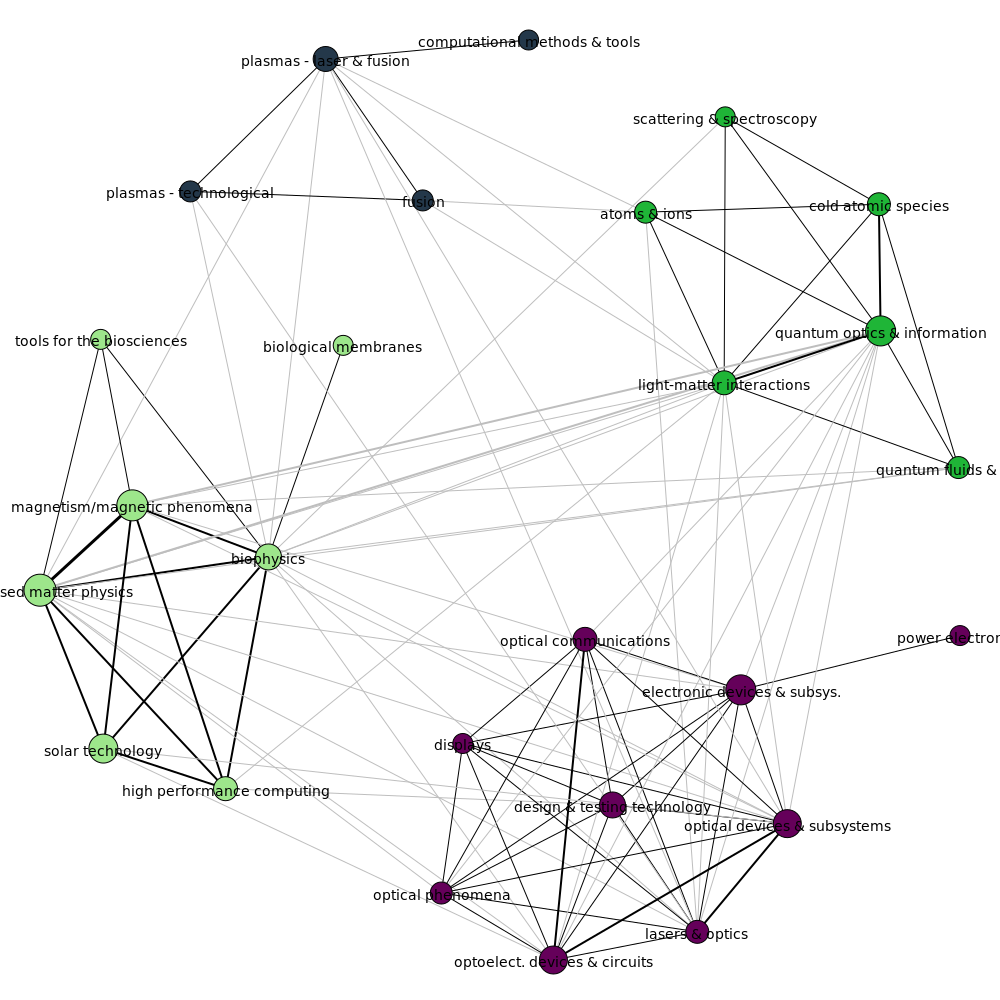 computational methods & tools
plasmas - laser & fusion
scattering & spectroscopy
plasmas - technological
fusion
atoms & ions
cold atomic species
quantum optics & information
tools for the biosciences
biological membranes
light-matter interactions
quantum fluids &
magnetism/magnetic phenomena
biophysics
sed matter physics
optical communications
power electron
electronic devices & subsys.
displays
solar technology
high performance computing
design & testing technology
optical devices & subsystems
optical phenomena
lasers & optics
optoelect. devices & circuits